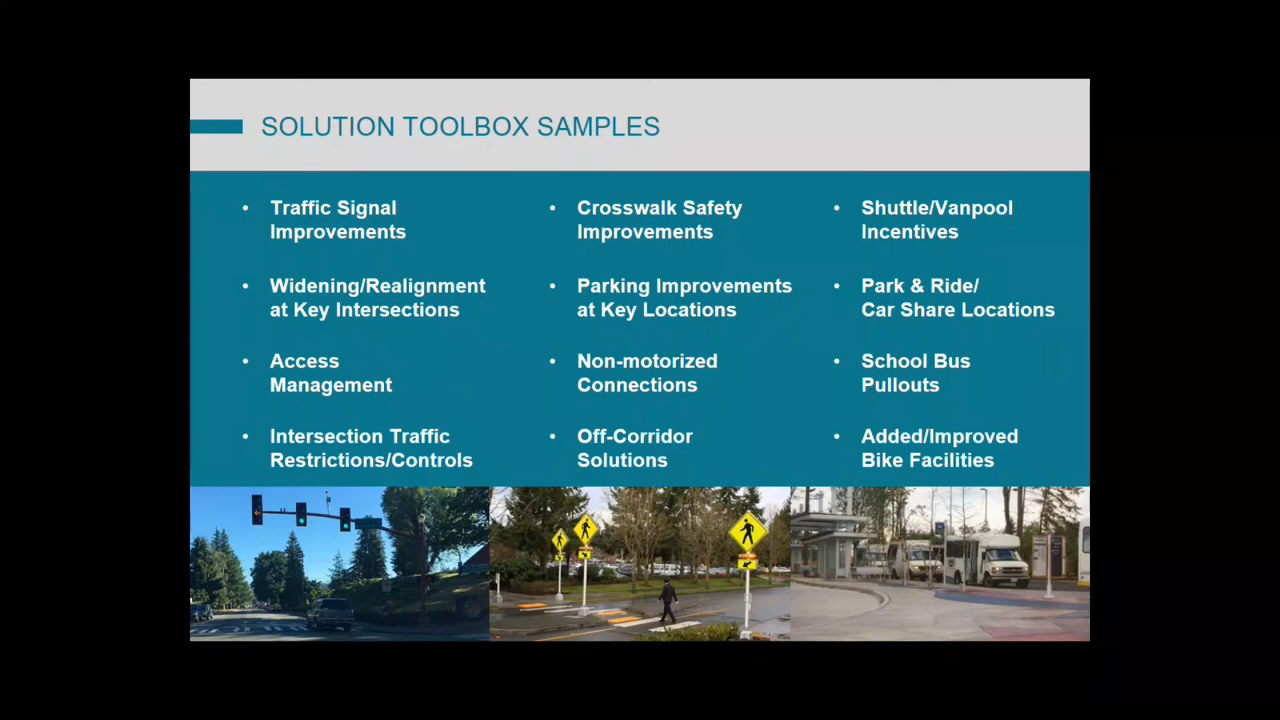 SOLUTION TOOLBOX SAMPLES
• Traffic Signal
Improvements
• Widening/Realignment
at Key Intersections
• Access
Management
• Intersection Traffic
Restrictions/Controls
• Crosswalk Safety
Improvements
• Parking Improvements
at Key Locations
• Non-motorized
Connections
• Off-Corridor
Solutions
• Shuttle/Vanpool
Incentives
• Park & Ride/
Car Share Locations
• School Bus
Pullouts
• Added/Improved
Bike Facilities